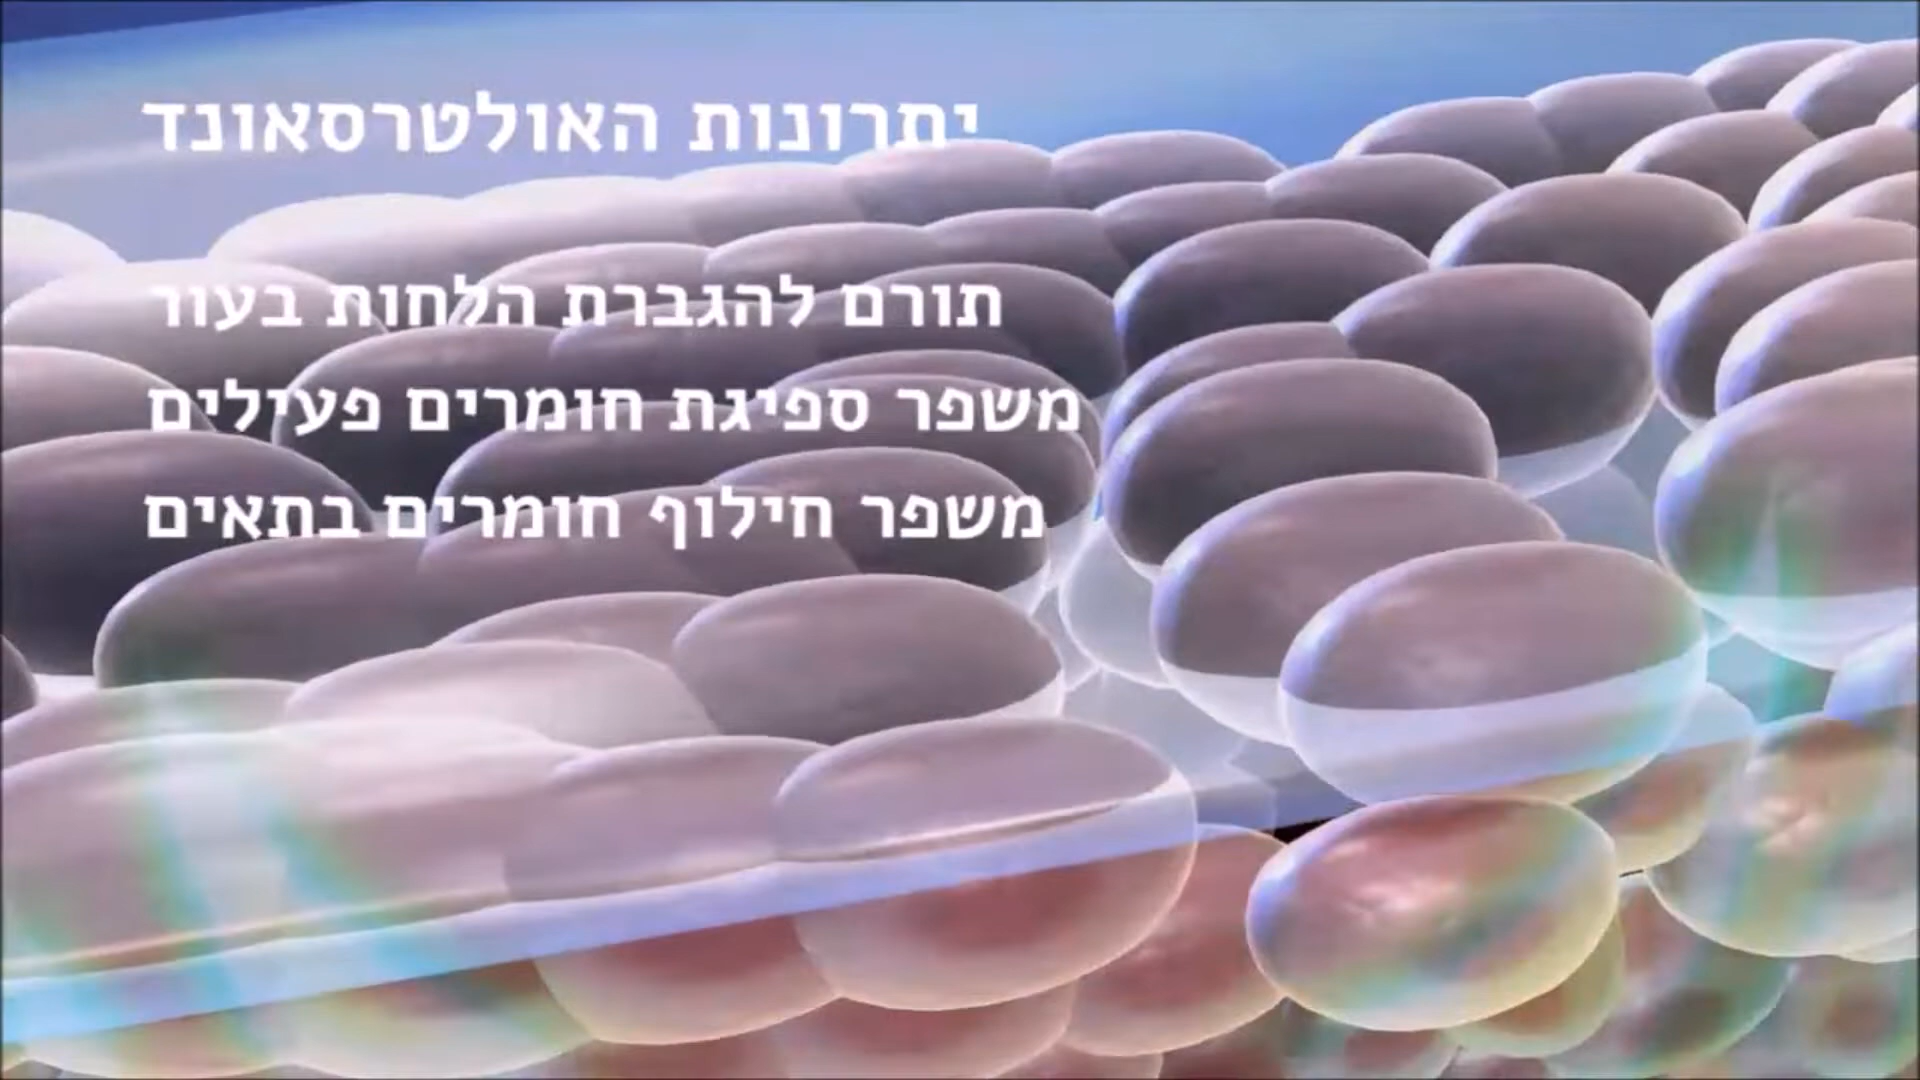 יתרונות האולטרסאונד
תורם להגברת הלחות בעור
משפר ספיגת חומרים פעילים
משפר חילוף חומרים בתאים